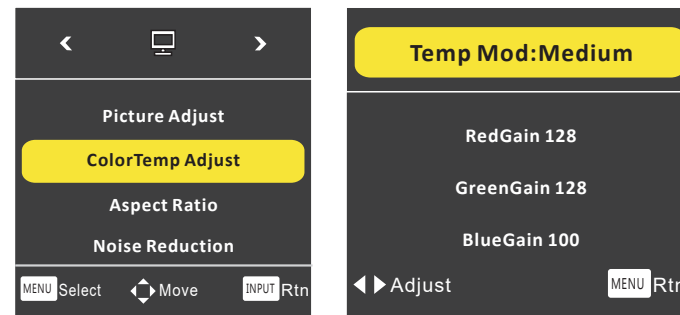 Picture Adjust
ColorTemp Adjust
Aspect Ratio
Noise Reduction
MENU Select Move INPUT Rtn
Temp Mod:Medium
RedGain 128
GreenGain 128
BlueGain 100
Adjust MENU Rtn